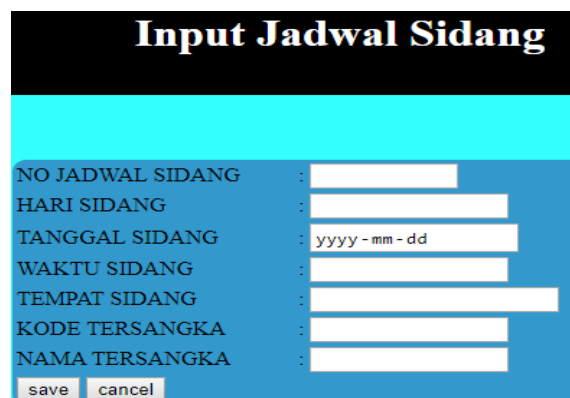 Input Jadwal Sidang
NO JADWAL SIDANG :
HARI SIDANG :
TANGGAL SIDANG : yyyy-mm-dd
WAKTU SIDANG :
TEMPAT SIDANG :
KODE TERSANGKA :
NAMA TERSANGKA :
save cancel